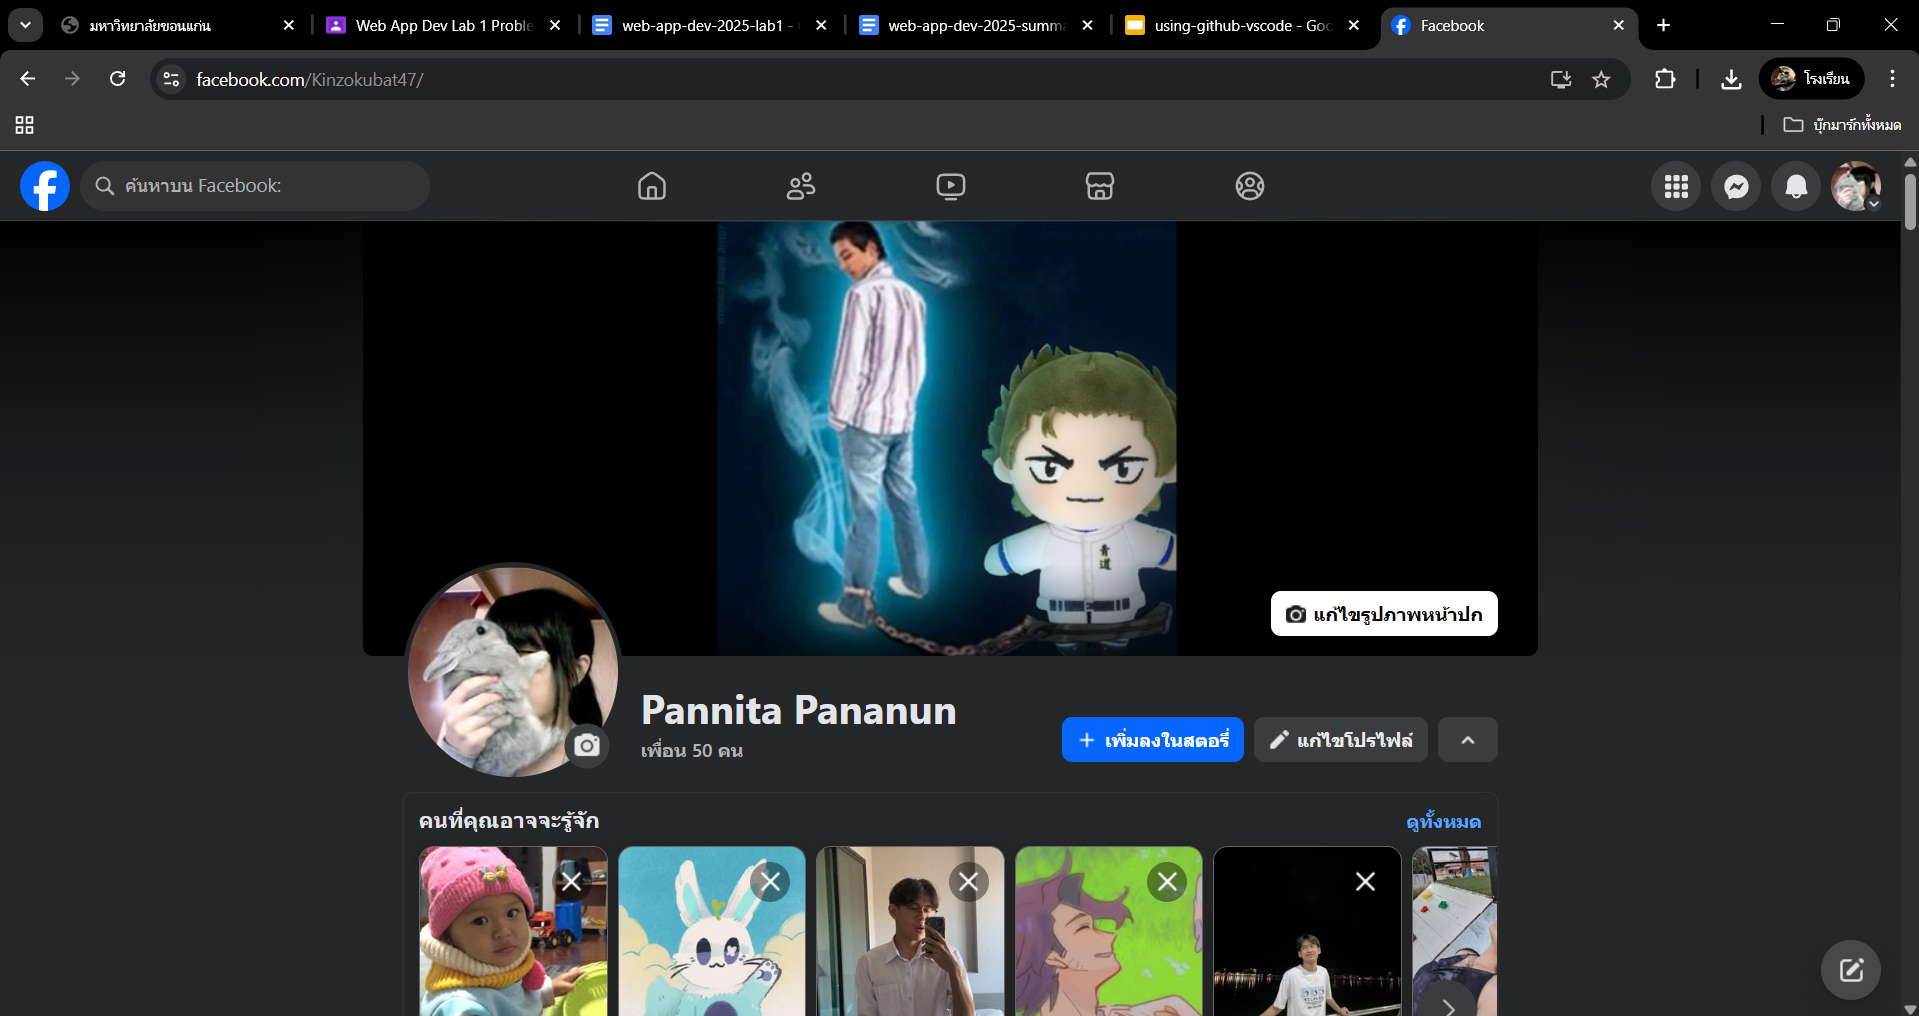 มหาวิทยาลัยขอนแก่น
Web App Dev Lab 1 Proble
web-app-dev-2025-lab1 -
web-app-dev-2025-summa
using-github-vscode - Goo
Facebook
facebook.com/Kinzokubat47/
โรงเรียน
บุ๊กมาร์กทั้งหมด
ค้นหาบน Facebook:
青道
แก้ไขรูปภาพหน้าปก
Pannita Pananun
เพื่อน 50 คน
เพิ่มลงในสตอรี่
แก้ไขโปรไฟล์
คนที่คุณอาจจะรู้จัก
ดูทั้งหมด